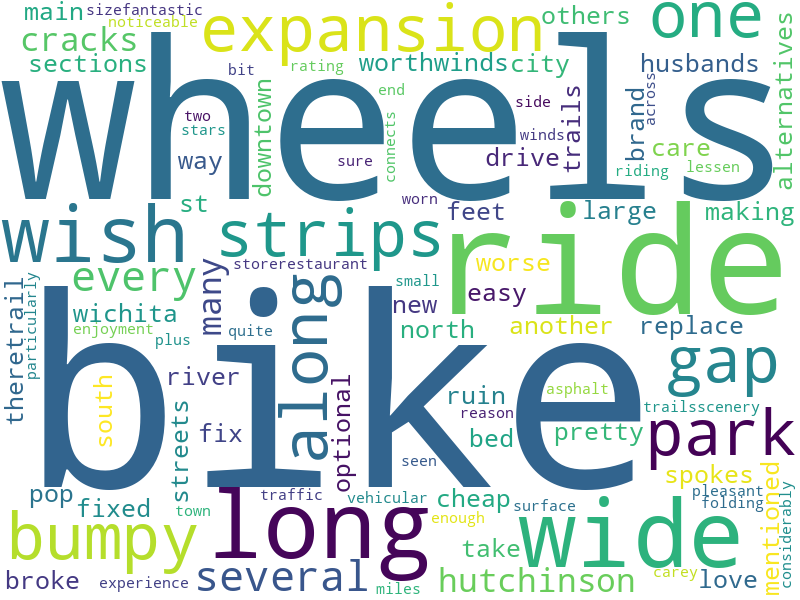 main
sizefantastic
noticeable
expansion
others
one
cracks
sections
bit
rating
worthwinds
city
husbands
alternatives
wheels
two
stars
downtown
end
connects
side
winds
trails
brand
across
way
sure
drive
care
riding
lessen
st
worn
feet
large
making
wish
strips
ride
every
many
storerestaurant
along
small
new
worse
easy
theretrail
particularly
wichita
enjoyment
plus
quite
north
another
replace
gap
bike
south
river
optional
ruin
reason
asphalt
trailsscenery
park
streets
fix
bed
pretty
seen
spokes
mentioned
pop
fixed
town
long
traffic
vehicular
cheap
enough
surface
wide
pleasant
folding
considerably
bumpy
take
broke
experience
several
miles
hutchinson
carey
love